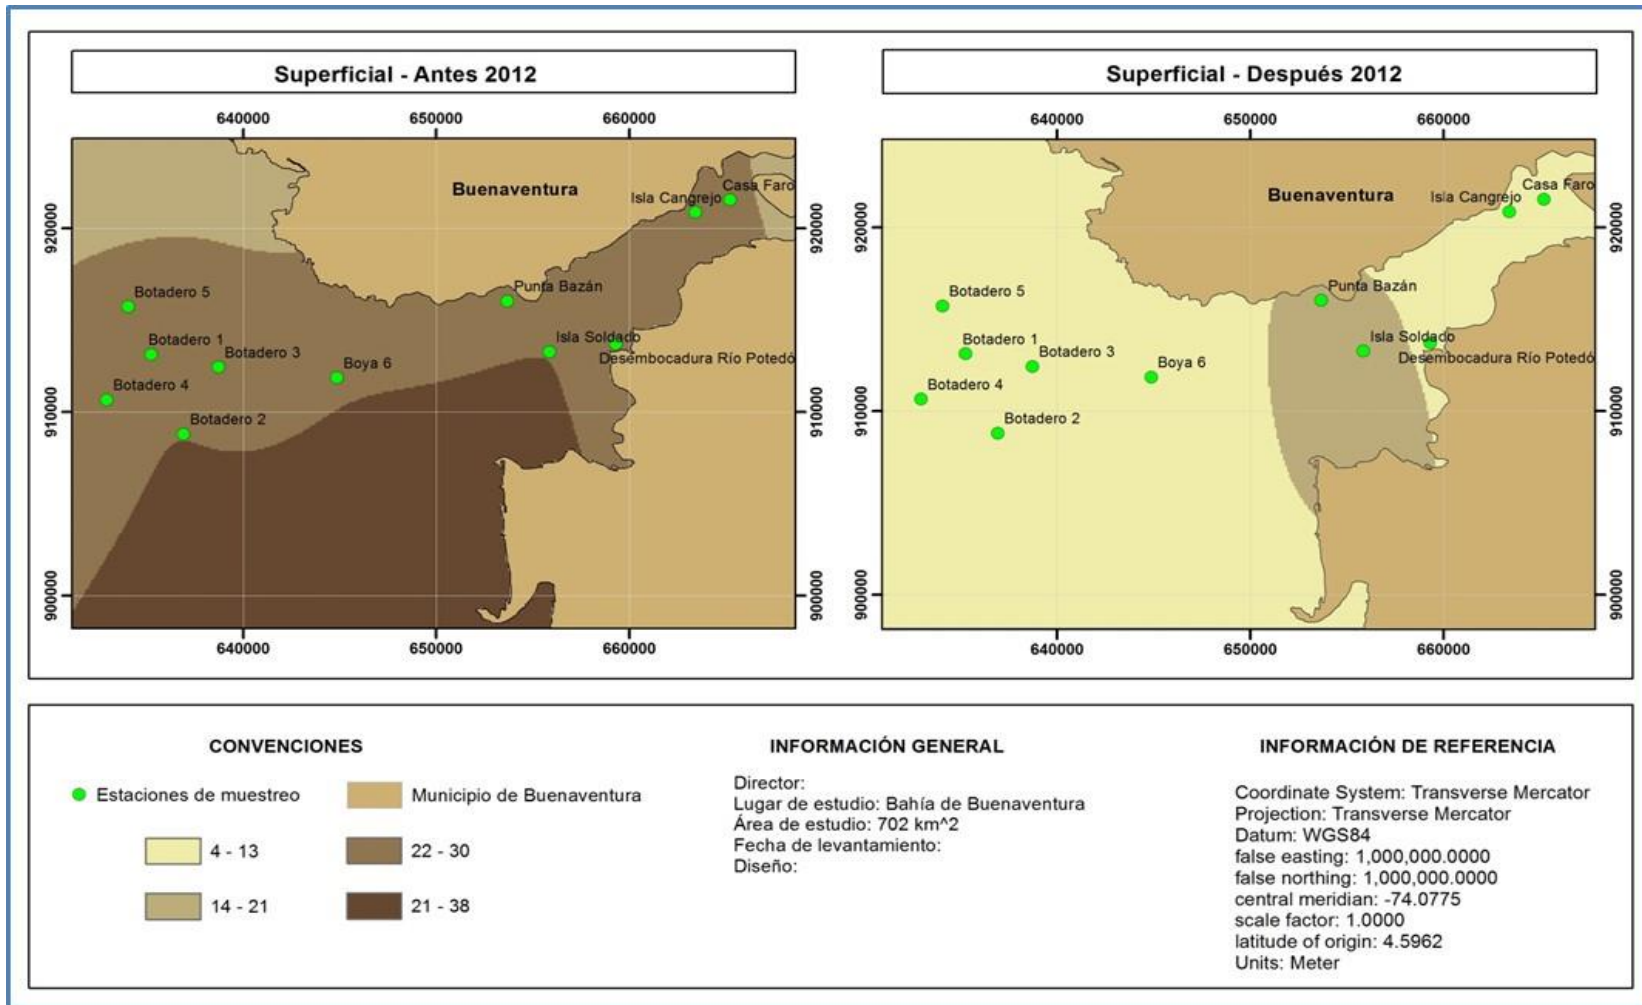 Superficial - Antes 2012
640000
650000
660000
920000
910000
900000
Buenaventura
Casa Faro
Isla Cangrejo
Punta Bazán
Botadero 5
Isla Soldado
Botadero 1
Botadero 3
Boya 6
Desembocadura Río Potedó
Botadero 4
Botadero 2
920000
910000
900000
640000
650000
660000
Superficial - Después 2012
640000
650000
660000
920000
910000
900000
Buenaventura
Casa Faro
Isla Cangrejo
Punta Bazán
Botadero 5
Isla Soldado
Botadero 1
Botadero 3
Boya 6
Desembocadura Río Potedó
Botadero 4
Botadero 2
920000
910000
900000
640000
650000
660000
CONVENCIONES
Estaciones de muestreo
Municipio de Buenaventura
4 - 13
22 - 30
14 - 21
21 - 38
INFORMACIÓN GENERAL
Director:
Lugar de estudio: Bahía de Buenaventura
Área de estudio: 702 km^2
Fecha de levantamiento:
Diseño:
INFORMACIÓN DE REFERENCIA
Coordinate System: Transverse Mercator
Projection: Transverse Mercator
Datum: WGS84
false easting: 1,000,000.0000
false northing: 1,000,000.0000
central meridian: -74.0775
scale factor: 1.0000
latitude of origin: 4.5962
Units: Meter